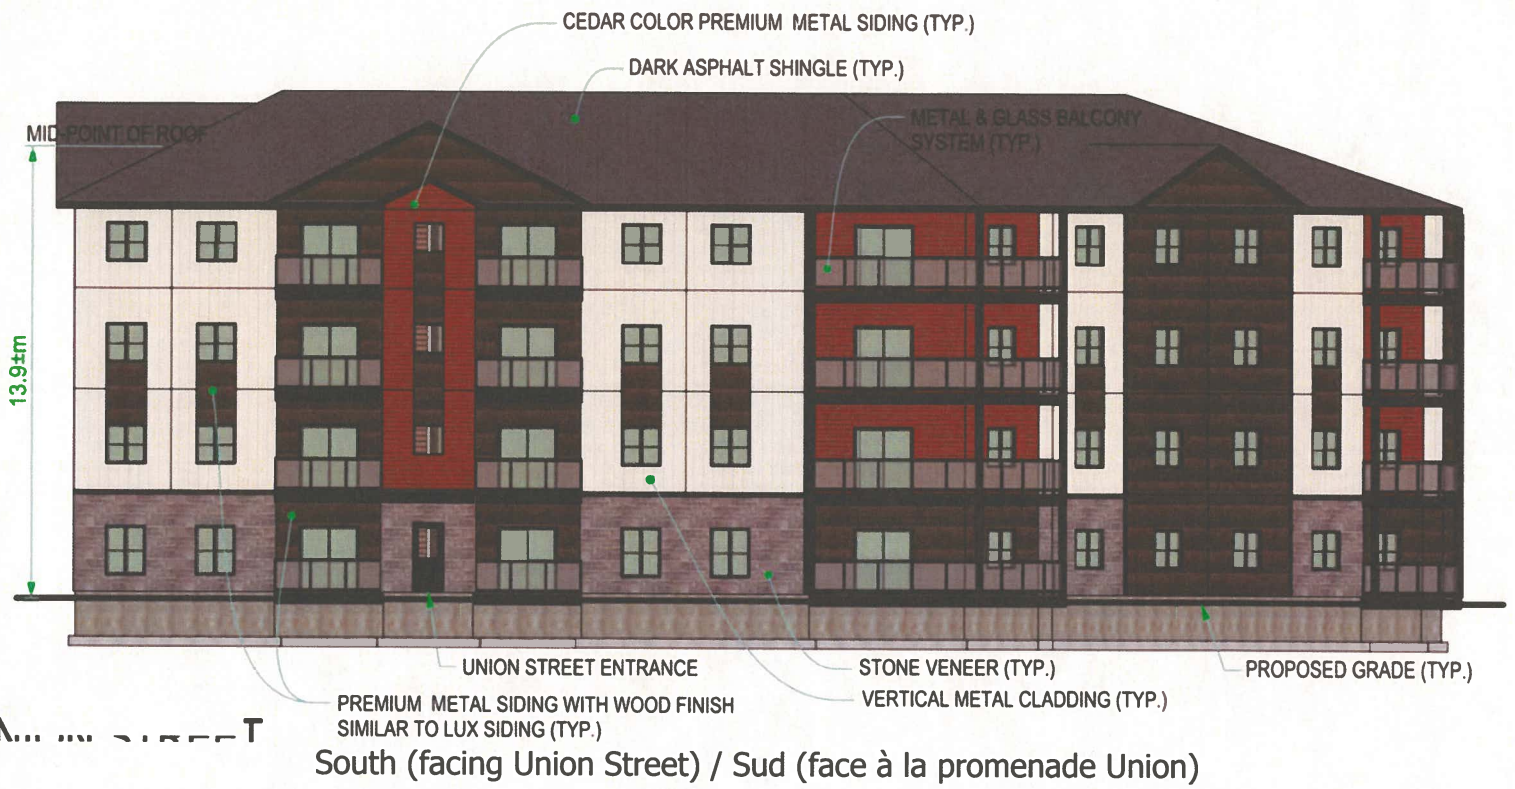 CEDAR COLOR PREMIUM METAL SIDING (TYP.)
DARK ASPHALT SHINGLE (TYP.)
METAL & GLASS BALCONY
SYSTEM (TYP.)
MID-POINT OF ROOF
13.9±m
UNION STREET ENTRANCE
STONE VENEER (TYP.)
PROPOSED GRADE (TYP.)
PREMIUM METAL SIDING WITH WOOD FINISH
SIMILAR TO LUX SIDING (TYP.)
VERTICAL METAL CLADDING (TYP.)
South (facing Union Street) / Sud (face à la promenade Union)